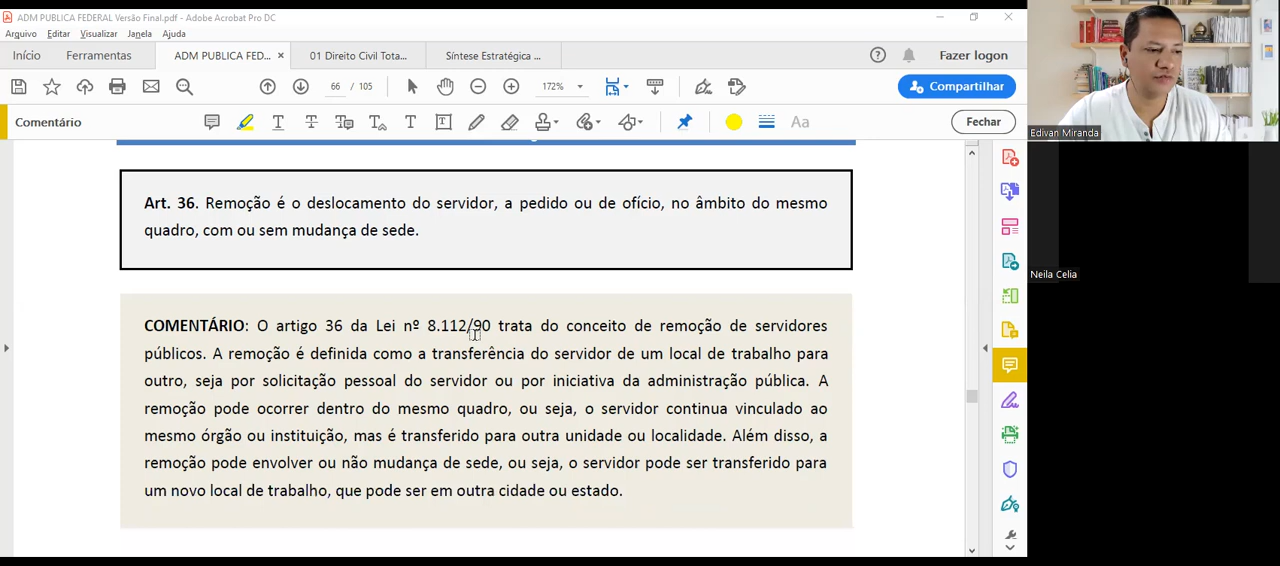 ADM PUBLICA FEDERAL Versão Final.pdf - Adobe Acrobat Pro DC
Arquivo Editar Visualizar Janela Ajuda
Início Ferramentas ADM PUBLICA FED... × 01 Direito Civil Tota... Síntese Estratégica ... Fazer logon
66 / 105 172% Compartilhar
Comentário Fechar
Art. 36. Remoção é o deslocamento do servidor, a pedido ou de ofício, no âmbito do mesmo
quadro, com ou sem mudança de sede.
COMENTÁRIO: O artigo 36 da Lei nº 8.112/90 trata do conceito de remoção de servidores
públicos. A remoção é definida como a transferência do servidor de um local de trabalho para
outro, seja por solicitação pessoal do servidor ou por iniciativa da administração pública. A
remoção pode ocorrer dentro do mesmo quadro, ou seja, o servidor continua vinculado ao
mesmo órgão ou instituição, mas é transferido para outra unidade ou localidade. Além disso, a
remoção pode envolver ou não mudança de sede, ou seja, o servidor pode ser transferido para
um novo local de trabalho, que pode ser em outra cidade ou estado.
Edivan Miranda
Neila Celia